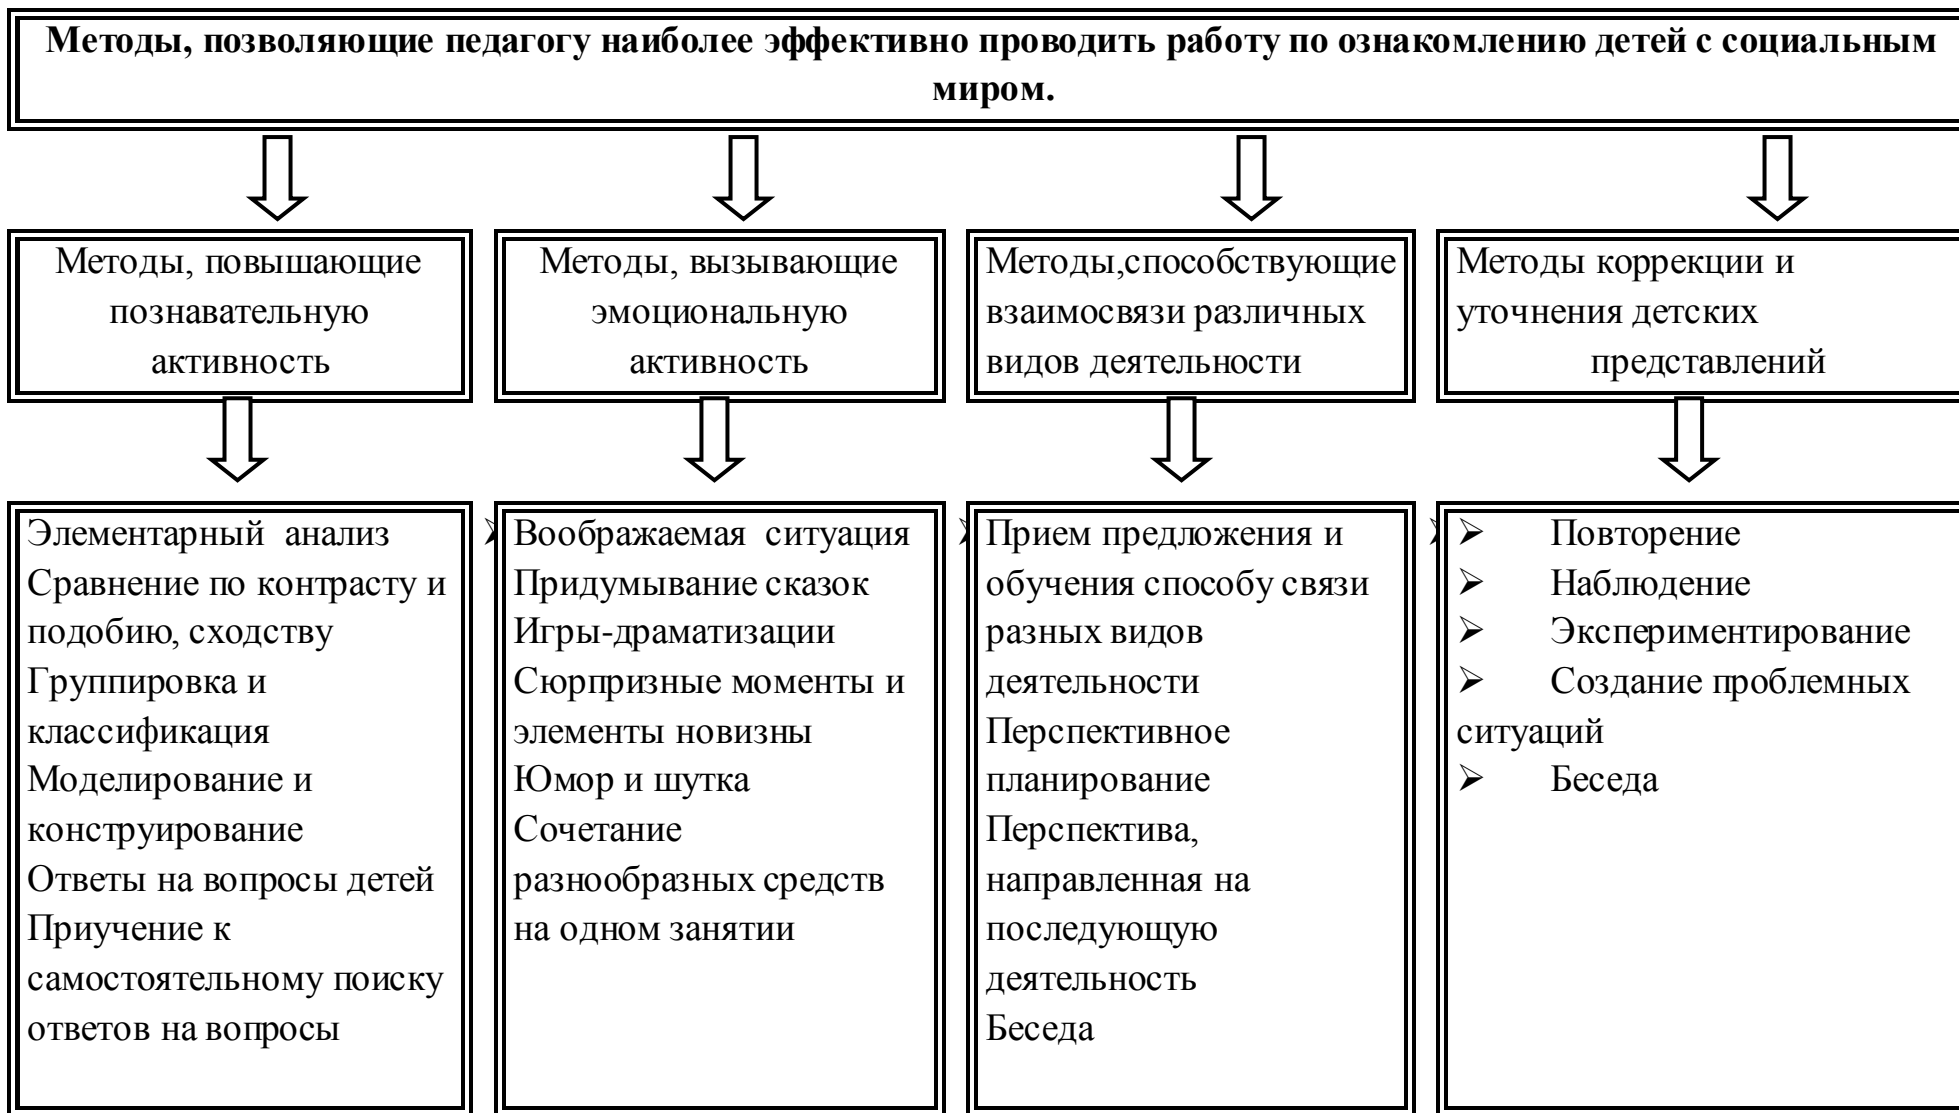 Методы, позволяющие педагогу наиболее эффективно проводить работу по ознакомлению детей с социальным
миром.
Методы, повышающие
познавательную
активность
Методы, вызывающие
эмоциональную
активность
Методы,способствующие
взаимосвязи различных
видов деятельности
Методы коррекции и
уточнения детских
представлений
Элементарный анализ
Сравнение по контрасту и
подобию, сходству
Группировка и
классификация
Моделирование и
конструирование
Ответы на вопросы детей
Приучение к
самостоятельному поиску
ответов на вопросы
Воображаемая ситуация
Придумывание сказок
Игры-драматизации
Сюрпризные моменты и
элементы новизны
Юмор и шутка
Сочетание
разнообразных средств
на одном занятии
Прием предложения и
обучения способу связи
разных видов
деятельности
Перспективное
планирование
Перспектива,
направленная на
последующую
деятельность
Беседа
➢ Повторение
➢ Наблюдение
➢ Экспериментирование
➢ Создание проблемных
ситуаций
➢ Беседа